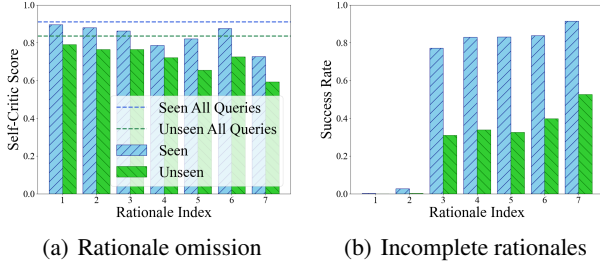 1.0
0.8
0.6
0.4
0.2
0.0
Self-Critic Score
Seen All Queries
Unseen All Queries
Seen
Unseen
1 2 3 4 5 6 7
Rationale Index
(a) Rationale omission
1.0
0.8
0.6
0.4
0.2
0.0
Success Rate
1 2 3 4 5 6 7
Rationale Index
(b) Incomplete rationales